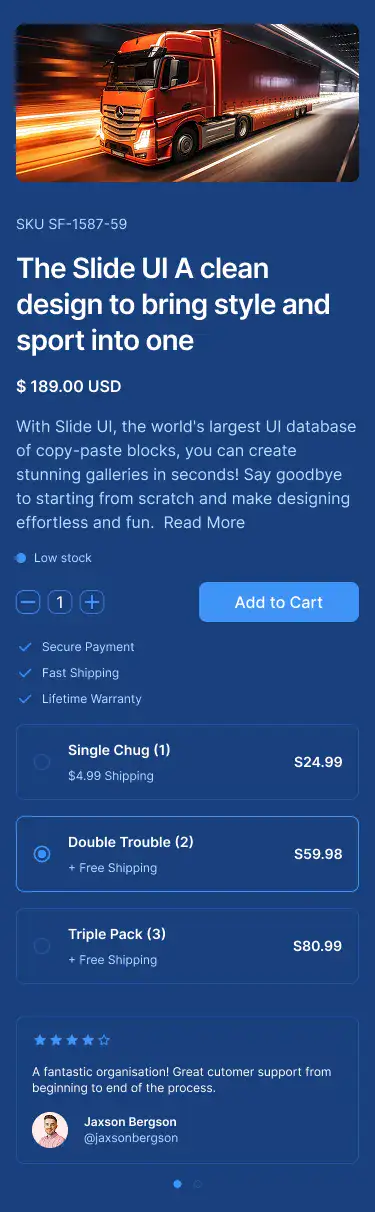 SKU SF-1587-59
The Slide UI A clean
design to bring style and
sport into one
$ 189.00 USD
With Slide UI, the world's largest UI database
of copy-paste blocks, you can create
stunning galleries in seconds! Say goodbye
to starting from scratch and make designing
effortless and fun. Read More
Low stock
1
Add to Cart
Secure Payment
Fast Shipping
Lifetime Warranty
Single Chug (1)
$4.99 Shipping
$24.99
Double Trouble (2)
+ Free Shipping
$59.98
Triple Pack (3)
+ Free Shipping
$80.99
A fantastic organisation! Great cutomer support from
beginning to end of the process.
Jaxson Bergson
@jaxsonbergson